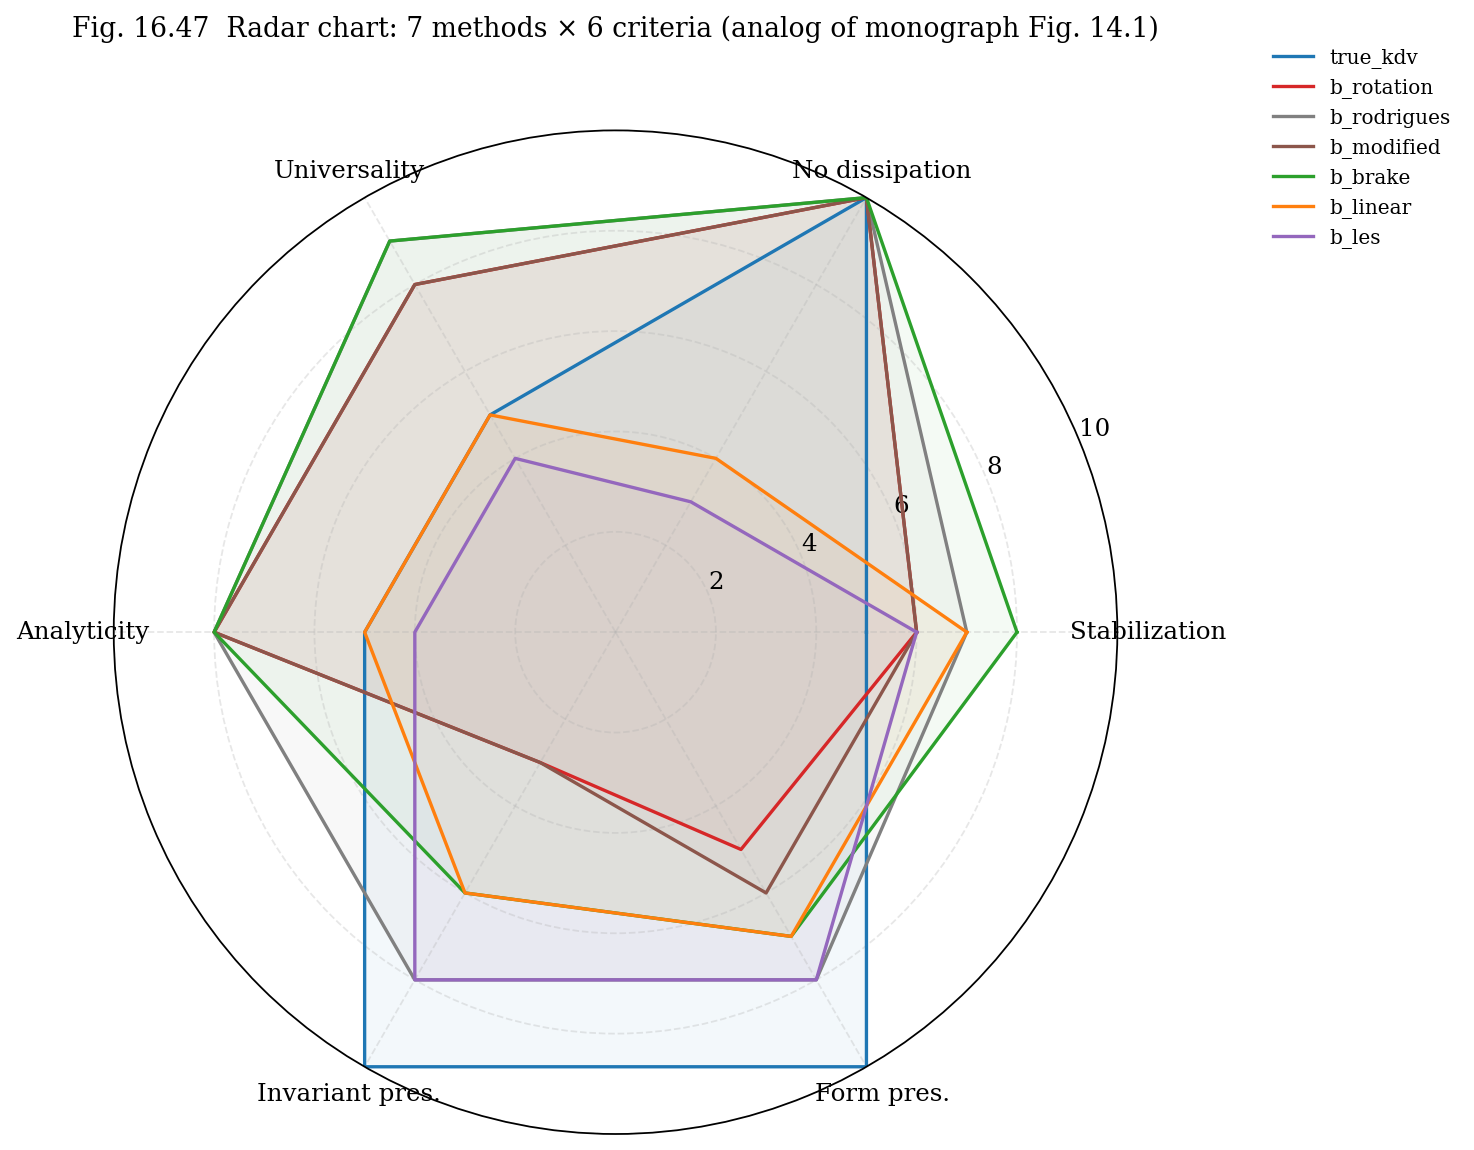 Fig. 16.47  Radar chart: 7 methods × 6 criteria (analog of monograph Fig. 14.1)
true_kdv
b_rotation
b_rodrigues
b_modified
b_brake
b_linear
b_les
Universality
No dissipation
10
8
6
4
2
Analyticity
Stabilization
Invariant pres.
Form pres.